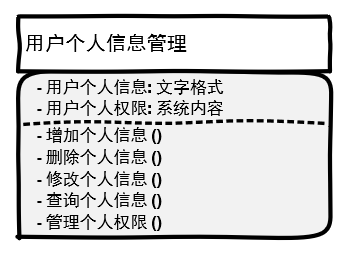 用户个人信息管理
- 用户个人信息: 文字格式
- 用户个人权限: 系统内容
- 增加个人信息 ()
- 删除个人信息 ()
- 修改个人信息 ()
- 查询个人信息 ()
- 管理个人权限 ()